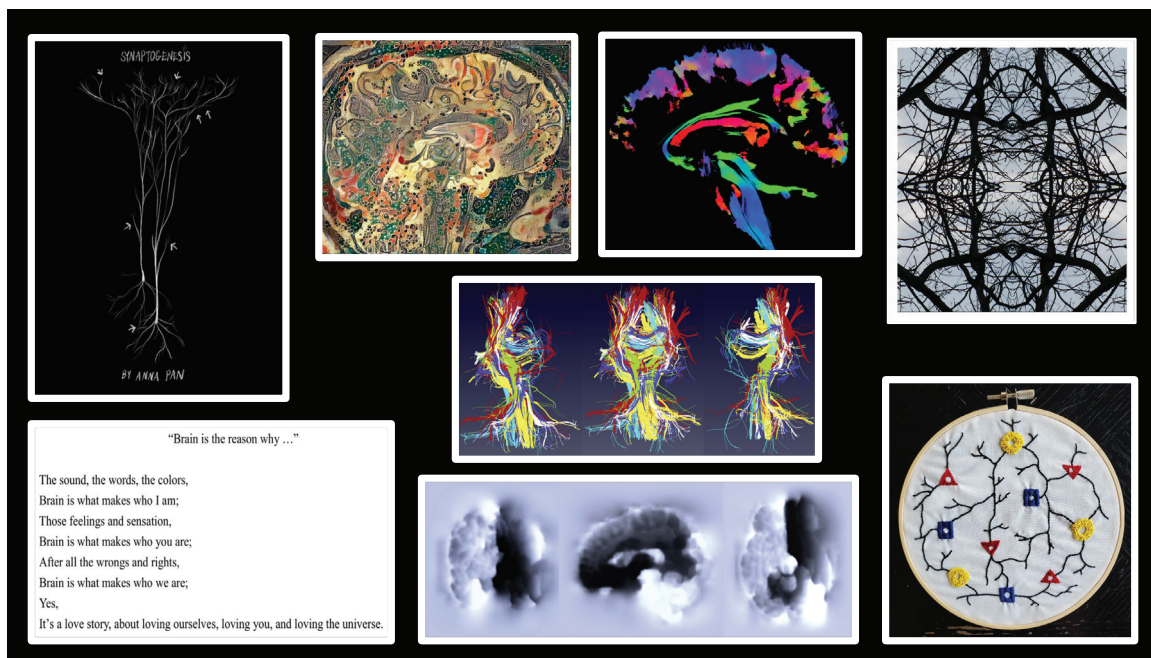 SYNAPTOGENESIS
BY ANNA PAN
“Brain is the reason why …”
The sound, the words, the colors,
Brain is what makes who I am;
Those feelings and sensation,
Brain is what makes who you are;
After all the wrongs and rights,
Brain is what makes who we are;
Yes,
It’s a love story, about loving ourselves, loving you, and loving the universe.